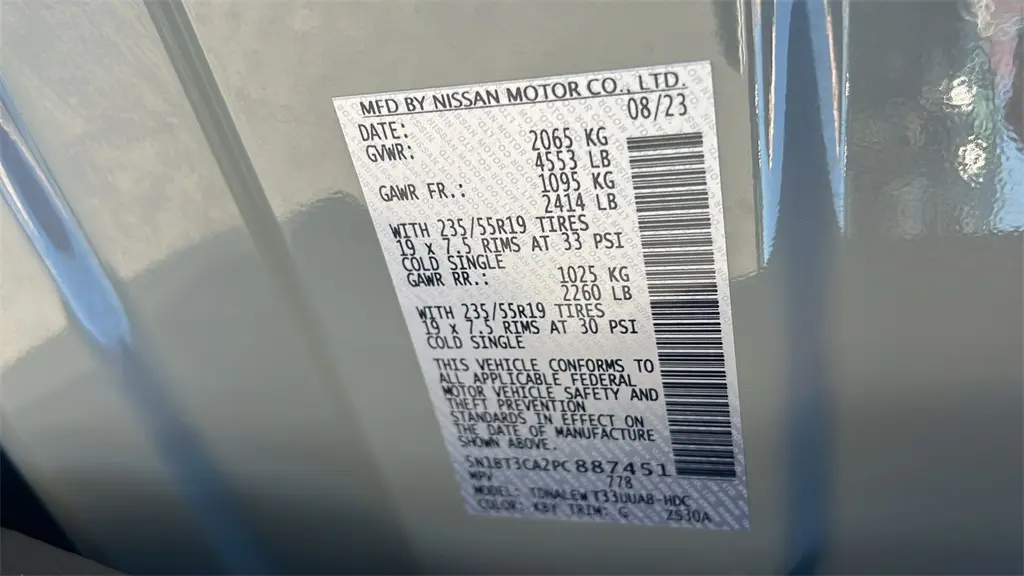 MFD BY NISSAN MOTOR CO., LTD.
DATE: 08/23
GVWR: 2065 KG
4553 LB
GAWR FR.: 1095 KG
2414 LB
WITH 235/55R19 TIRES
19 x 7.5 RIMS AT 33 PSI
COLD SINGLE
GAWR RR.: 1025 KG
2260 LB
WITH 235/55R19 TIRES
19 x 7.5 RIMS AT 30 PSI
COLD SINGLE
THIS VEHICLE CONFORMS TO
ALL APPLICABLE FEDERAL
MOTOR VEHICLE SAFETY AND
THEFT PREVENTION
STANDARDS IN EFFECT ON
THE DATE OF MANUFACTURE
SHOWN ABOVE.
5N1BT3CA2PC887451
MPV 778
MODEL: TDNALEW T33UUAB-HDC
COLOR: KBY TRIM: G 2530A